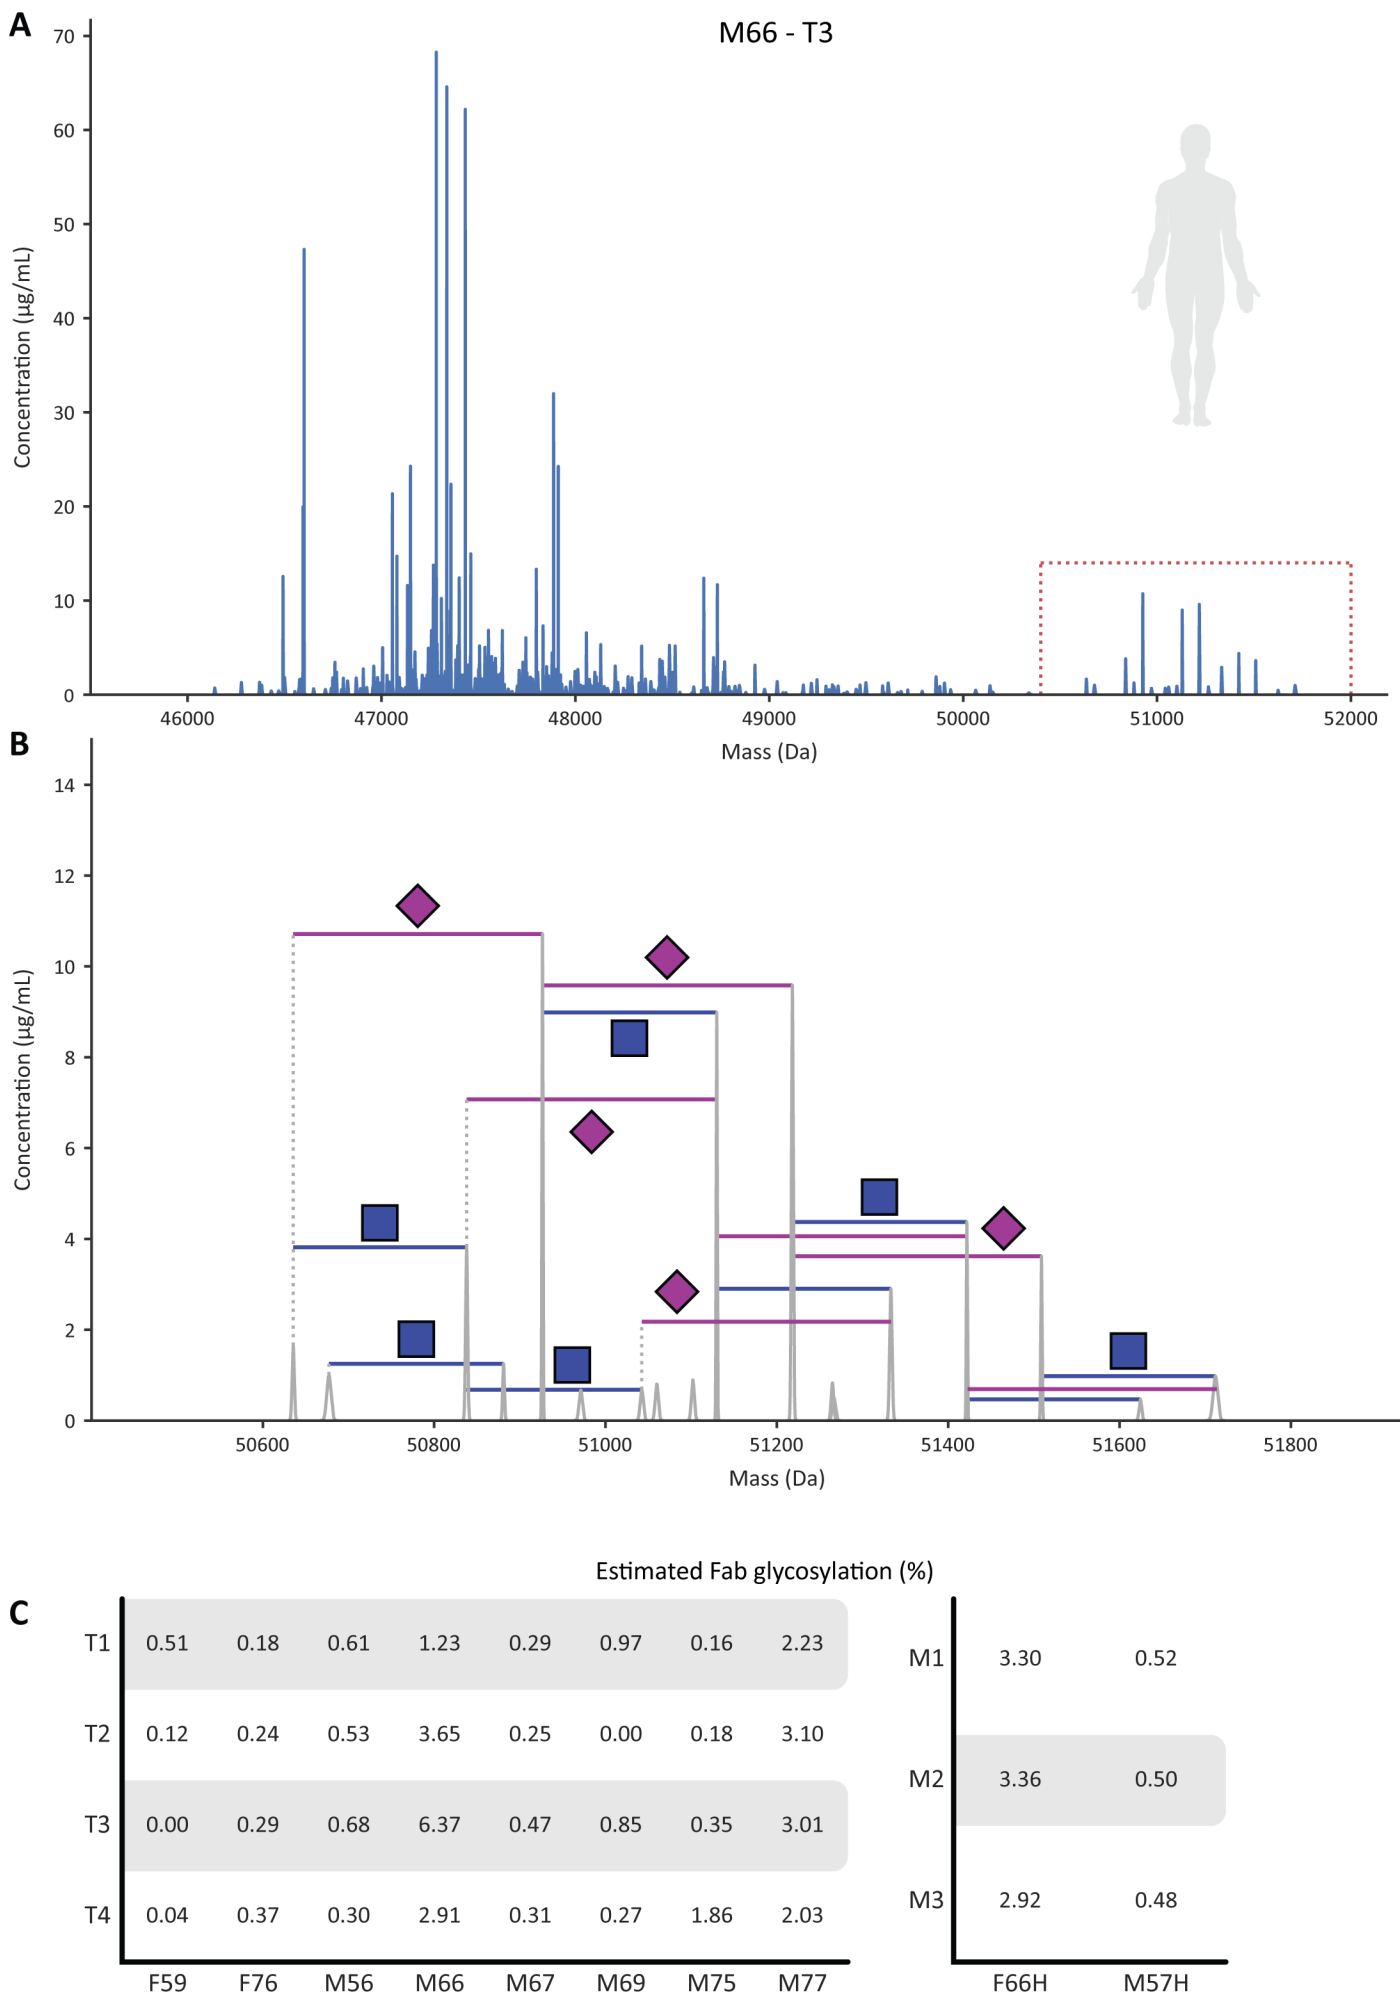 A
M66 - T3
70
60
50
40
30
20
10
0
Concentration (µg/mL)
46000 47000 48000 49000 50000 51000 52000
Mass (Da)
B
14
12
10
8
6
4
2
0
Concentration (µg/mL)
50600 50800 51000 51200 51400 51600 51800
Mass (Da)
Estimated Fab glycosylation (%)
C
T1 0.51 0.18 0.61 1.23 0.29 0.97 0.16 2.23
T2 0.12 0.24 0.53 3.65 0.25 0.00 0.18 3.10
T3 0.00 0.29 0.68 6.37 0.47 0.85 0.35 3.01
T4 0.04 0.37 0.30 2.91 0.31 0.27 1.86 2.03
F59 F76 M56 M66 M67 M69 M75 M77
M1 3.30 0.52
M2 3.36 0.50
M3 2.92 0.48
F66H M57H